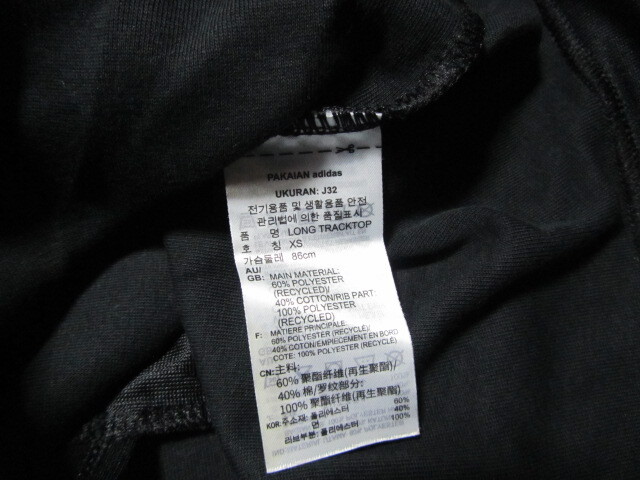 PAKAIAN adidas
UKURAN: J32
전기용품 및 생활용품 안전
관리법에 의한 품질표시
품 명 LONG TRACKTOP
호 칭 XS
가슴둘레 86cm
AU/
GB: MAIN MATERIAL:
60% POLYESTER
(RECYCLED)/
40% COTTON/RIB PART:
100% POLYESTER
(RECYCLED)
F: MATIERE PRINCIPALE:
60% POLYESTER (RECYCLÉ)/
40% COTON/EMPIECEMENT EN BORD
COTE: 100% POLYESTER (RECYCLÉ)
CN: 主料:
60% 聚酯纤维(再生聚酯)/
40% 棉/罗纹部分:
100% 聚酯纤维(再生聚酯)
KOR: 주소재: 폴리에스터 60%
면 40%
리브부분: 폴리에스터 100%